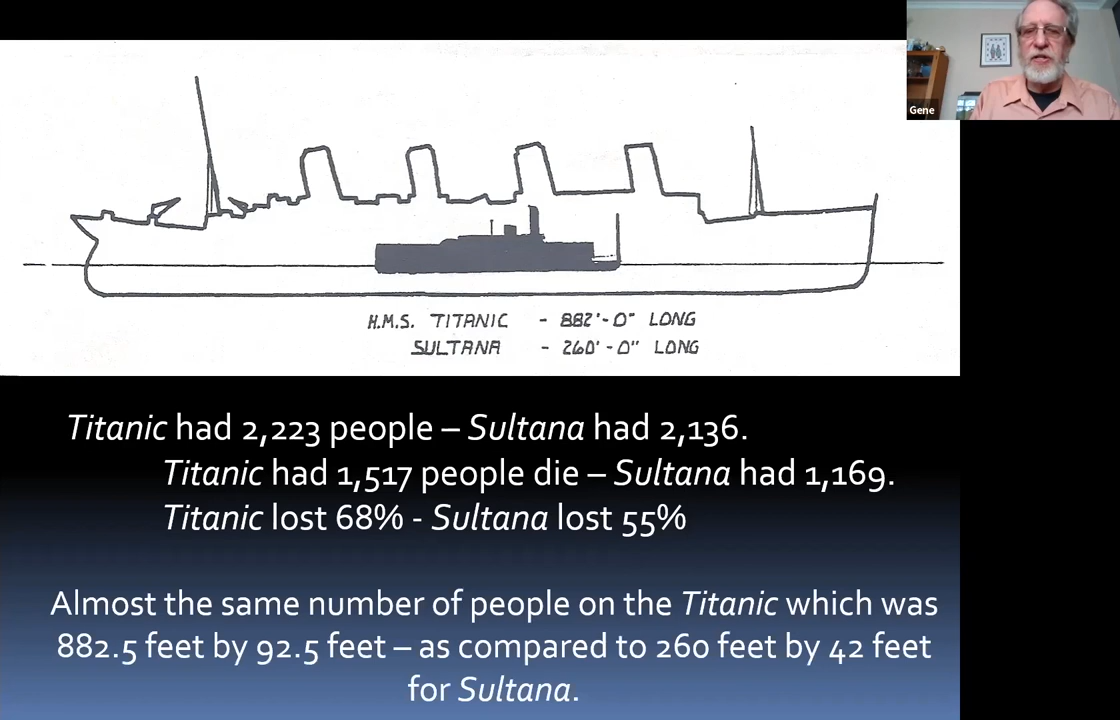 Gene
H.M.S. TITANIC - 882'-0" LONG
SULTANA - 260'-0" LONG
Titanic had 2,223 people – Sultana had 2,136.
Titanic had 1,517 people die – Sultana had 1,169.
Titanic lost 68% - Sultana lost 55%
Almost the same number of people on the Titanic which was
882.5 feet by 92.5 feet – as compared to 260 feet by 42 feet
for Sultana.